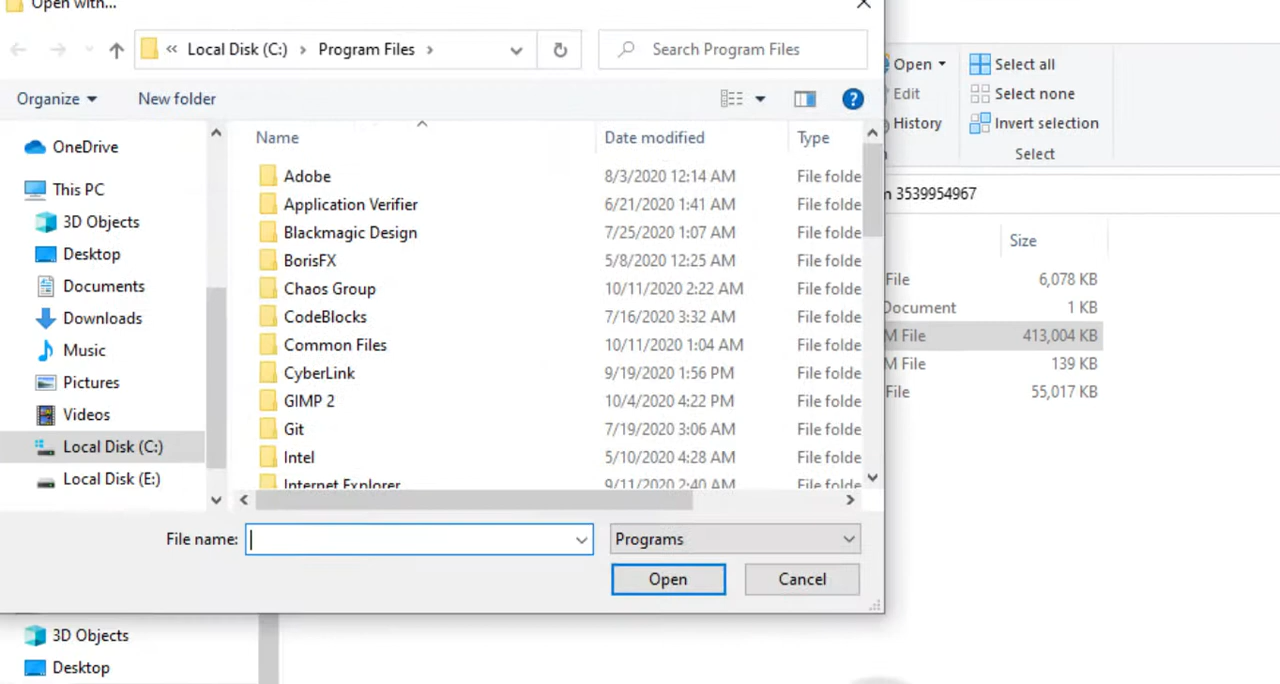 Open with...
« Local Disk (C:) › Program Files ›
Search Program Files
Organize
New folder
OneDrive
This PC
3D Objects
Desktop
Documents
Downloads
Music
Pictures
Videos
Local Disk (C:)
Local Disk (E:)
Name Date modified Type
Adobe 8/3/2020 12:14 AM File folde
Application Verifier 6/21/2020 1:41 AM File folde
Blackmagic Design 7/25/2020 1:07 AM File folde
BorisFX 5/8/2020 12:25 AM File folde
Chaos Group 10/11/2020 2:22 AM File folde
CodeBlocks 7/16/2020 3:32 AM File folde
Common Files 10/11/2020 1:04 AM File folde
CyberLink 9/19/2020 1:56 PM File folde
GIMP 2 10/4/2020 4:22 PM File folde
Git 7/19/2020 3:06 AM File folde
Intel 5/10/2020 4:28 AM File folde
Internet Explorer 9/11/2020 2:40 AM File folde
File name:
Programs
Open
Cancel
3D Objects
Desktop
Open
Edit
History
Select all
Select none
Invert selection
Select
3539954967
Size
File 6,078 KB
Document 1 KB
M File 413,004 KB
M File 139 KB
File 55,017 KB